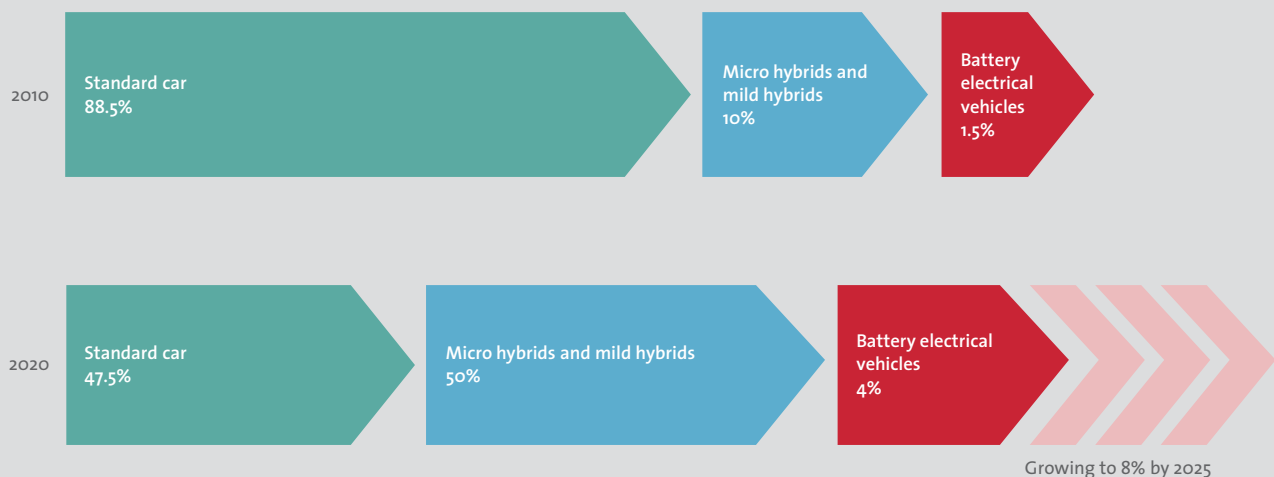 2010
Standard car
88.5%
Micro hybrids and
mild hybrids
10%
Battery
electrical
vehicles
1.5%
2020
Standard car
47.5%
Micro hybrids and mild hybrids
50%
Battery electrical
vehicles
4%
Growing to 8% by 2025